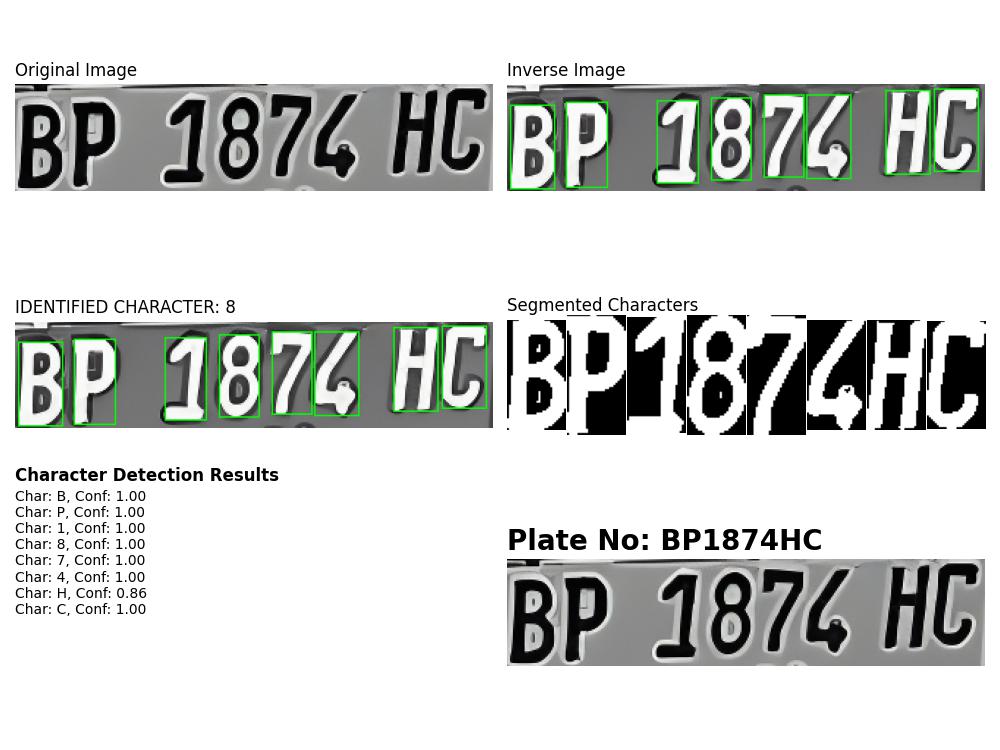 Original Image
BP 1874 HC
Inverse Image
BP 1874 HC
IDENTIFIED CHARACTER: 8
BP 1874 HC
Segmented Characters
BP1874HC
Character Detection Results
Char: B, Conf: 1.00
Char: P, Conf: 1.00
Char: 1, Conf: 1.00
Char: 8, Conf: 1.00
Char: 7, Conf: 1.00
Char: 4, Conf: 1.00
Char: H, Conf: 0.86
Char: C, Conf: 1.00
Plate No: BP1874HC
BP 1874 HC